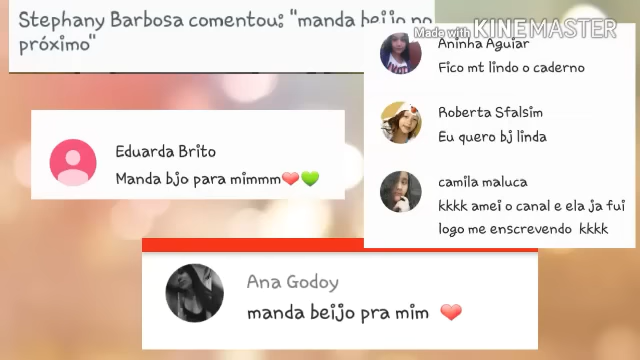 Stephany Barbosa comentou: "manda beijo no
próximo"
Made with KINEMASTER
Aninha Aguiar
Fico mt lindo o caderno
Roberta Sfalsim
Eu quero bj linda
camila maluca
kkkk amei o canal e ela ja fui
logo me enscrevendo kkkk
Eduarda Brito
Manda bjo para mimmm❤️💚
Ana Godoy
manda beijo pra mim ❤️